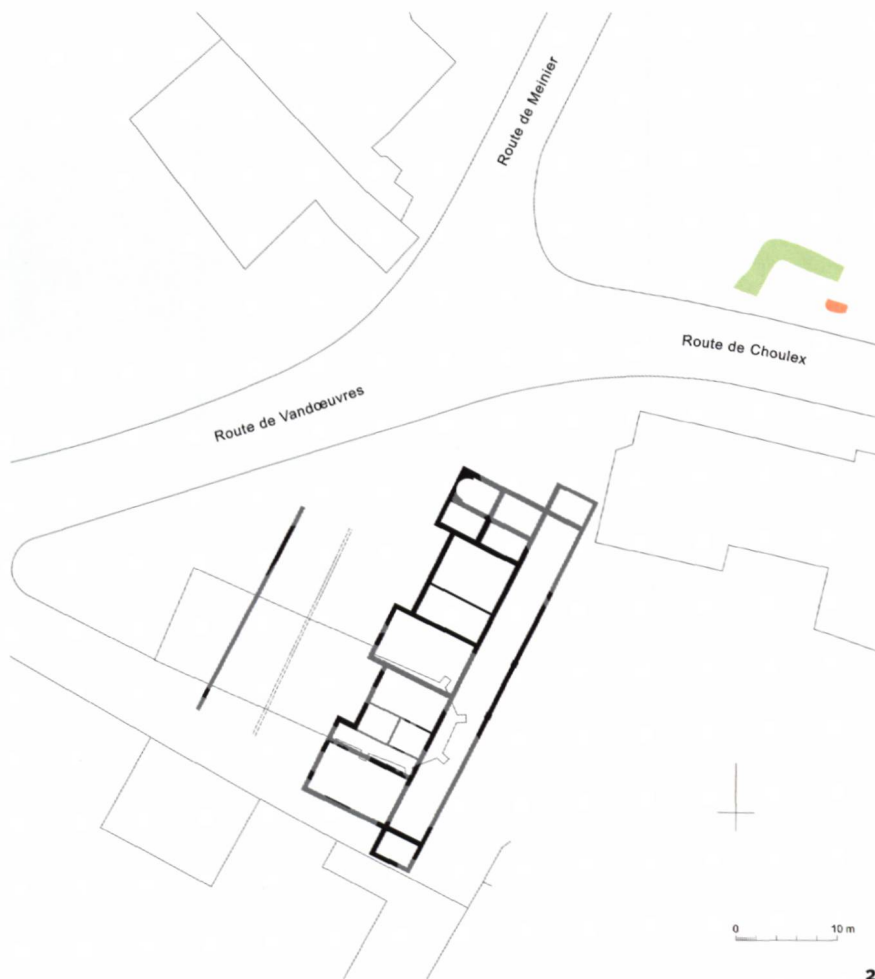 Route de Meinier
Route de Choulex
Route de Vandœuvres
0 10 m
2